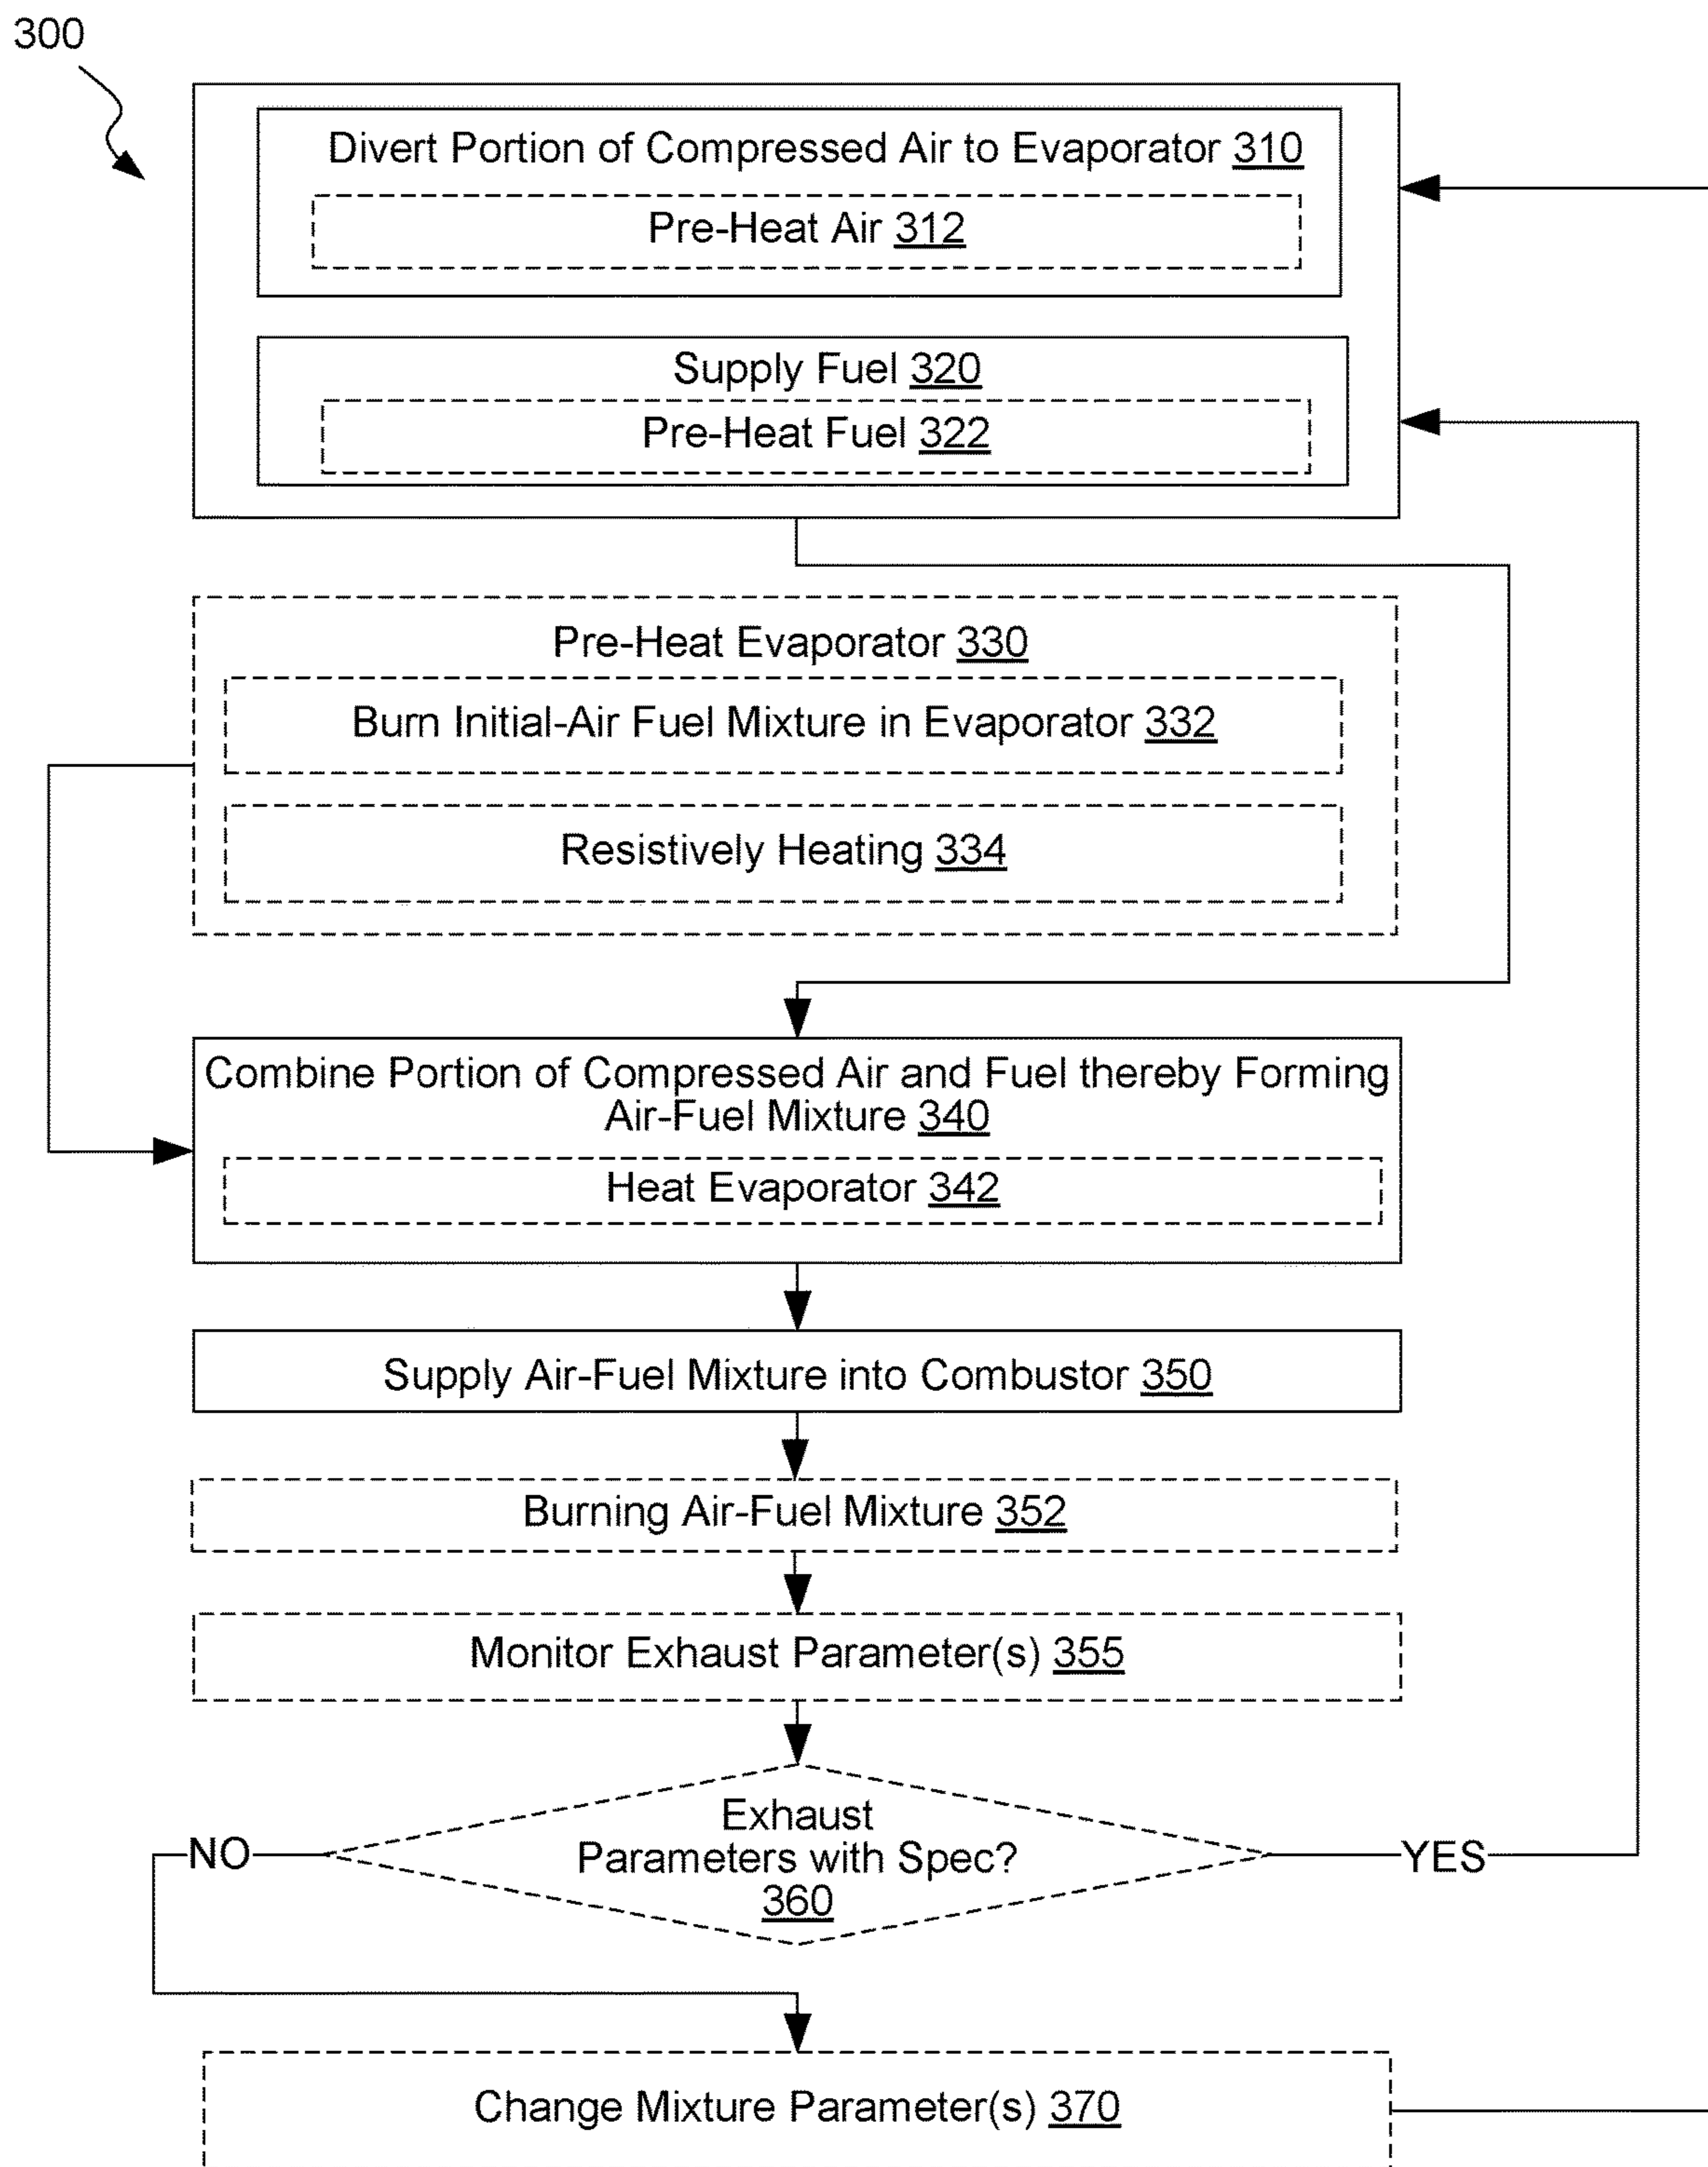 300
Divert Portion of Compressed Air to Evaporator 310
Pre-Heat Air 312
Supply Fuel 320
Pre-Heat Fuel 322
Pre-Heat Evaporator 330
Burn Initial-Air Fuel Mixture in Evaporator 332
Resistively Heating 334
Combine Portion of Compressed Air and Fuel thereby Forming
Air-Fuel Mixture 340
Heat Evaporator 342
Supply Air-Fuel Mixture into Combustor 350
Burning Air-Fuel Mixture 352
Monitor Exhaust Parameter(s) 355
Exhaust
Parameters with Spec?
360
NO
YES
Change Mixture Parameter(s) 370